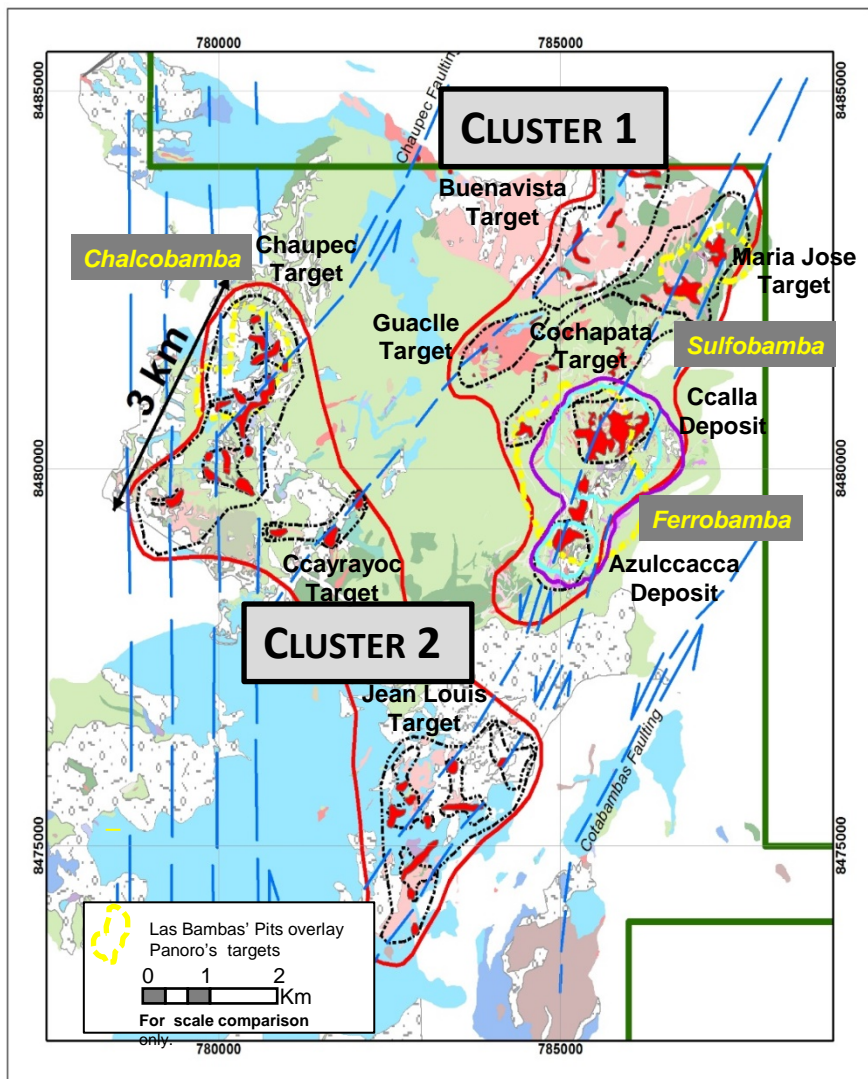 780000
785000
8485000
8485000
Chaupec Faulting
CLUSTER 1
Buenavista
Target
Chalcobamba
Chaupec
Target
Maria Jose
Target
Guaclle
Target
Cochapata
Target
Sulfobamba
3 km
Ccalla
Deposit
8480000
8480000
Ferrobamba
Ccayrayoc
Target
Azulccacca
Deposit
CLUSTER 2
Jean Louis
Target
Cotabambas Faulting
8475000
8475000
Las Bambas' Pits overlay
Panoro's targets
0 1 2
Km
For scale comparison
only.
780000
785000